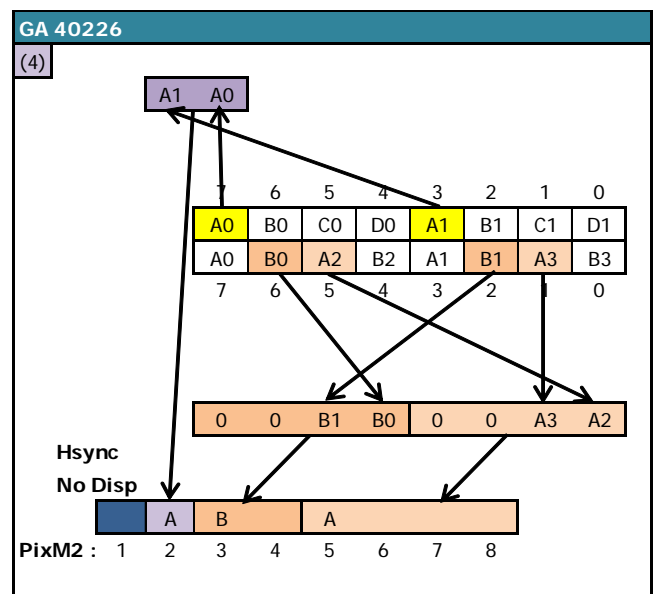 GA 40226
(4)
A1 A0
7 6 5 4 3 2 1 0
A0 B0 C0 D0 A1 B1 C1 D1
A0 B0 A2 B2 A1 B1 A3 B3
7 6 5 4 3 2 1 0
0 0 B1 B0 0 0 A3 A2
Hsync
No Disp
A B A
PixM2 : 1 2 3 4 5 6 7 8